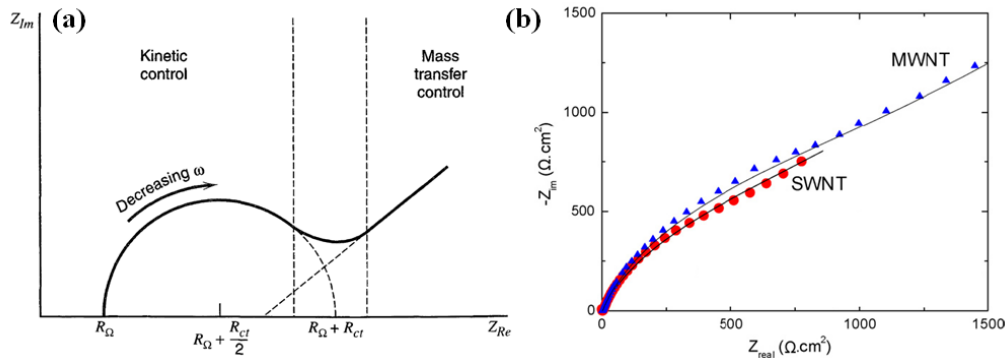 (a)
Z_Im
Kinetic
control
Mass
transfer
control
Decreasing ω
R_Ω
R_Ω + R_ct/2
R_Ω + R_ct
Z_Re
(b)
1500
1000
500
0
-Z_im (Ω.cm²)
MWNT
SWNT
0
500
1000
1500
Z_real (Ω.cm²)